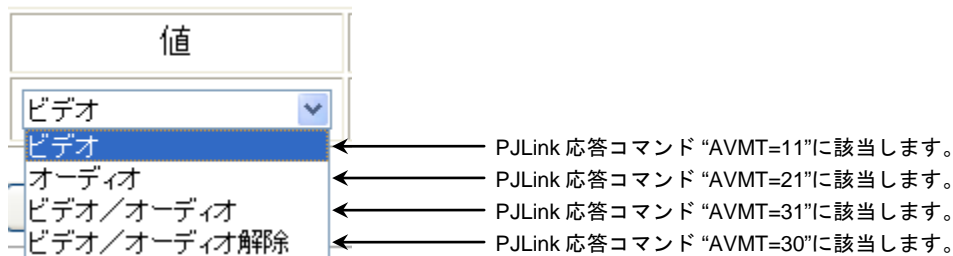 値
ビデオ
ビデオ PJLink 応答コマンド “AVMT=11”に該当します。
オーディオ PJLink 応答コマンド “AVMT=21”に該当します。
ビデオ／オーディオ PJLink 応答コマンド “AVMT=31”に該当します。
ビデオ／オーディオ解除 PJLink 応答コマンド “AVMT=30”に該当します。